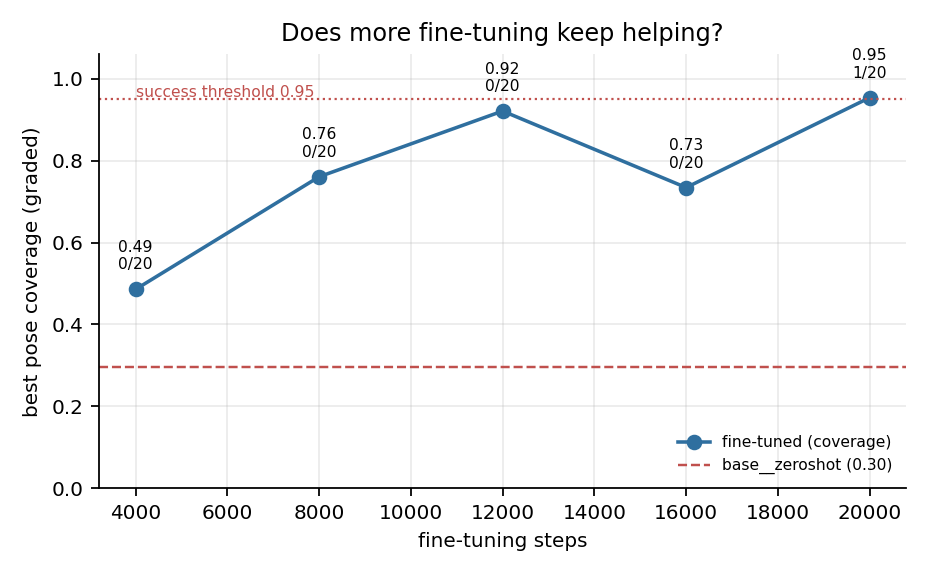 Does more fine-tuning keep helping?
best pose coverage (graded)
1.0
0.8
0.6
0.4
0.2
0.0
success threshold 0.95
0.49
0/20
0.76
0/20
0.92
0/20
0.73
0/20
0.95
1/20
fine-tuned (coverage)
base__zeroshot (0.30)
4000 6000 8000 10000 12000 14000 16000 18000 20000
fine-tuning steps